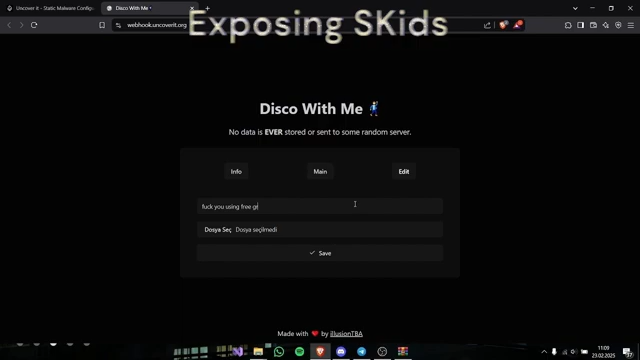 Uncover it - Static Malware Config
Disco With Me
webhook.uncoverit.org
Exposing SKids
Disco With Me
No data is EVER stored or sent to some random server.
Info Main Edit
fuck you using free gr
Dosya Seç Dosya seçilmedi
Save
Made with by illusionTBA
11:09
23.02.2025